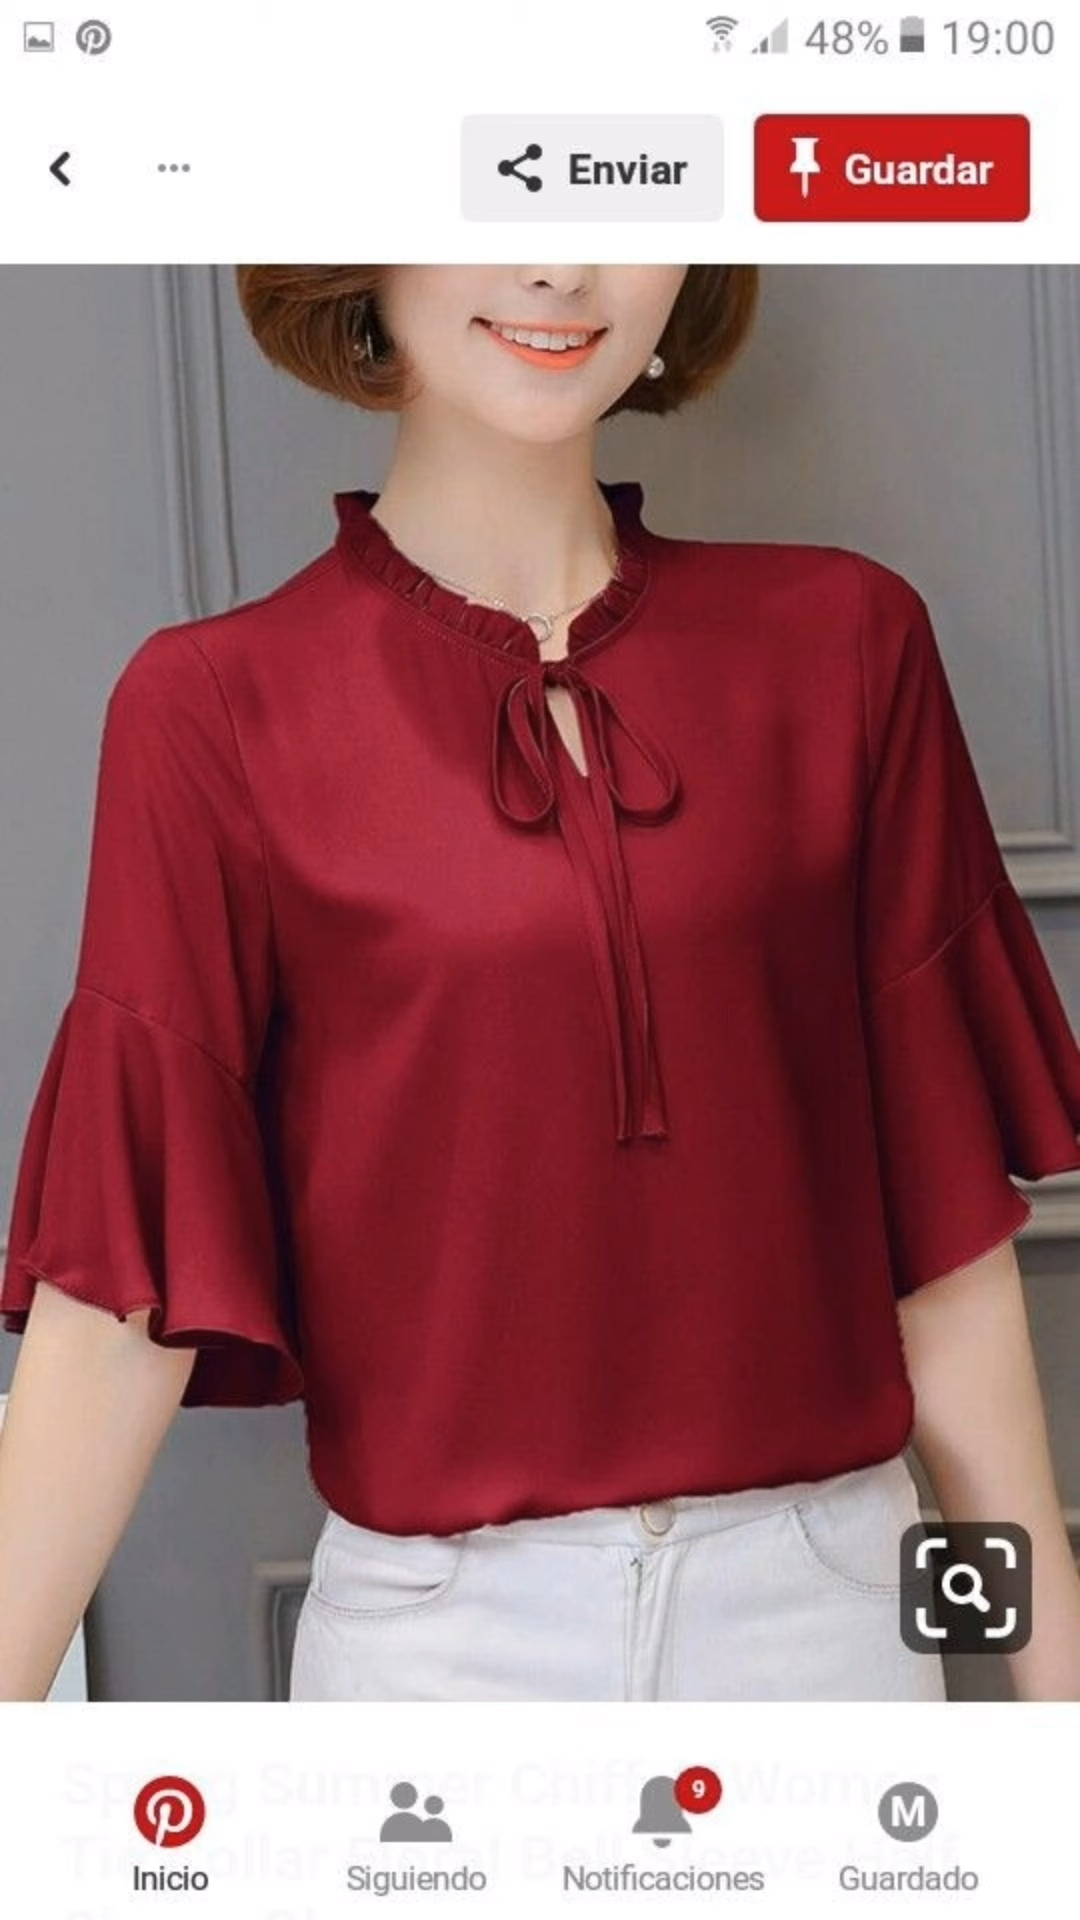 48% 19:00
Enviar
Guardar
9
M
Inicio
Siguiendo
Notificaciones
Guardado